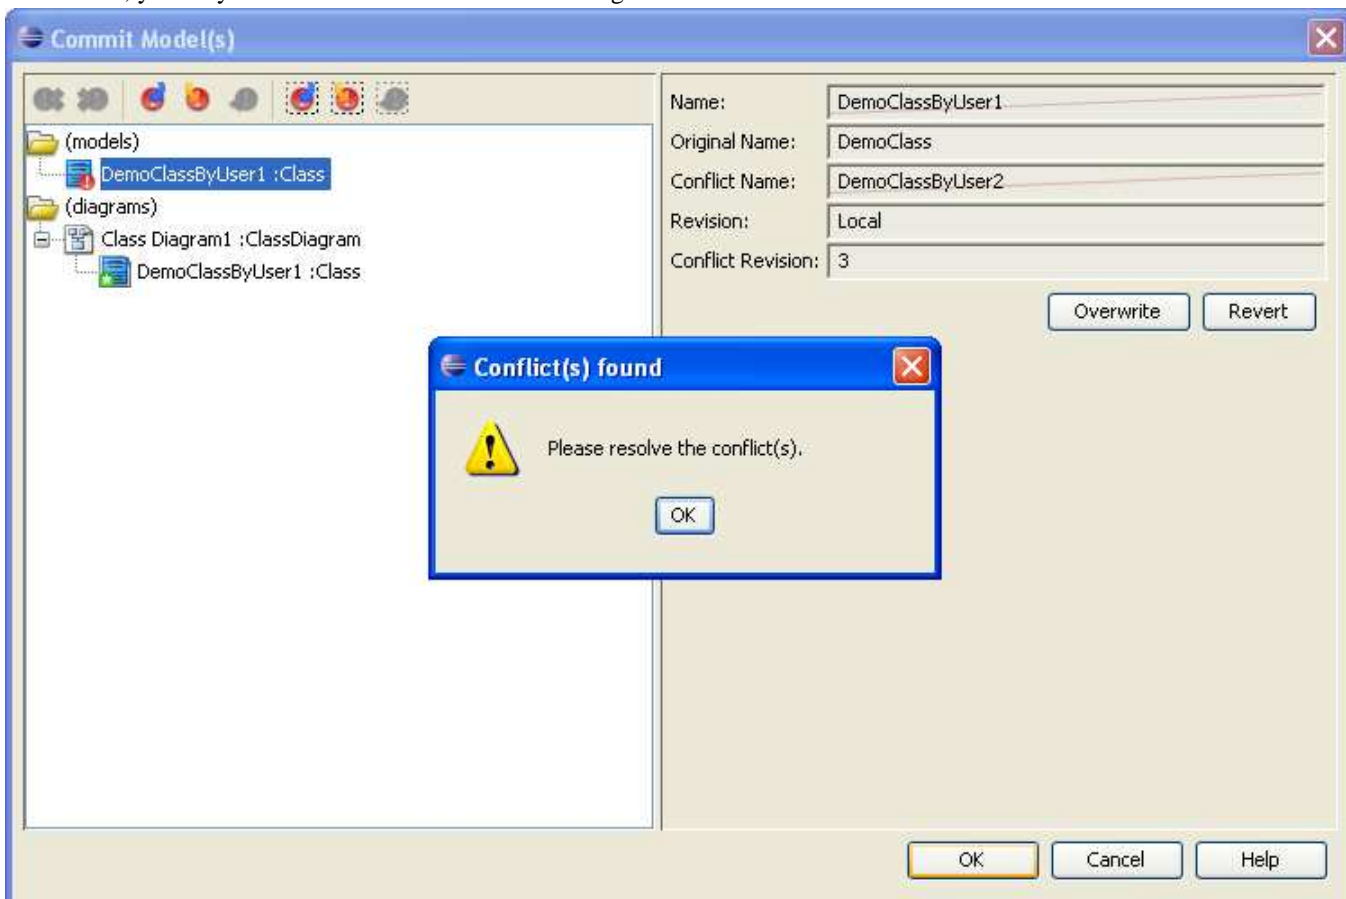 Commit Model(s)
(models)
DemoClassByUser1 :Class
(diagrams)
Class Diagram1 :ClassDiagram
DemoClassByUser1 :Class
Name: DemoClassByUser1
Original Name: DemoClass
Conflict Name: DemoClassByUser2
Revision: Local
Conflict Revision: 3
Overwrite Revert
Conflict(s) found
Please resolve the conflict(s).
OK
OK Cancel Help